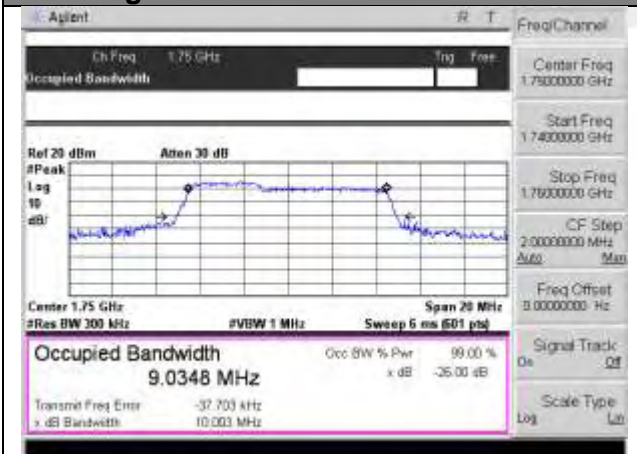 Agilent R T
Ch Freq 1.75 GHz Trig Free
Occupied Bandwidth
Ref 20 dBm Atten 30 dB
#Peak
Log
10
dB/
Center 1.75 GHz Span 20 MHz
#Res BW 300 kHz #VBW 1 MHz Sweep 6 ms (601 pts)
Occupied Bandwidth
9.0348 MHz
Occ BW % Pwr 99.00 %
x dB -26.00 dB
Transmit Freq Error -37.703 kHz
x dB Bandwidth 10.003 MHz
Freq/Channel
Center Freq
1.75000000 GHz
Start Freq
1.74000000 GHz
Stop Freq
1.76000000 GHz
CF Step
2.00000000 MHz
Auto Man
Freq Offset
0.00000000 Hz
Signal Track
On Off
Scale Type
Log Lin